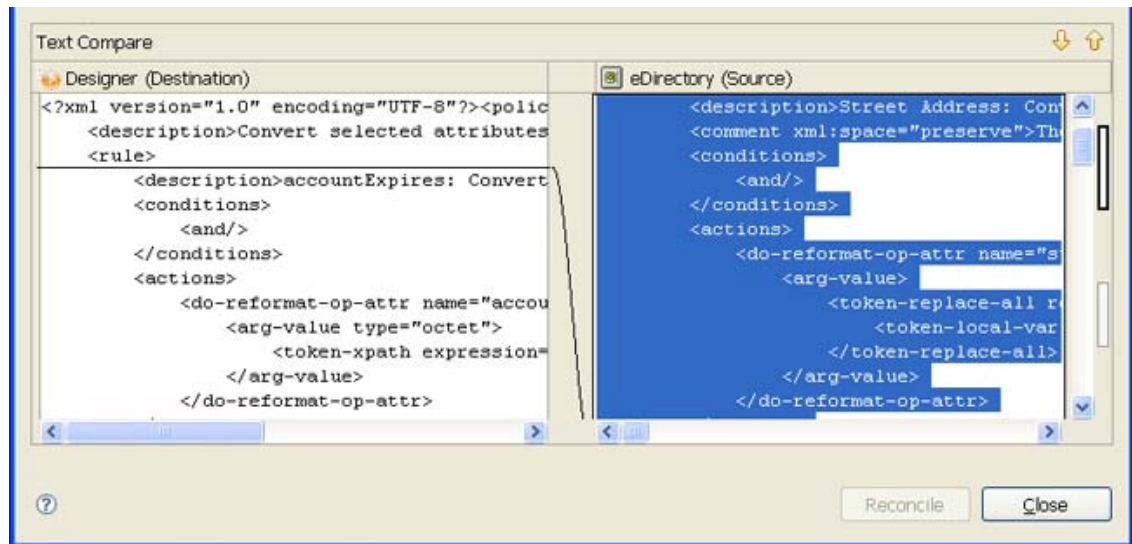 Text Compare
Designer (Destination)
<?xml version="1.0" encoding="UTF-8"?><polic
<description>Convert selected attributes
<rule>
<description>accountExpires: Convert
<conditions>
<and/>
</conditions>
<actions>
<do-reformat-op-attr name="accou
<arg-value type="octet">
<token-xpath expression=
</arg-value>
</do-reformat-op-attr>
eDirectory (Source)
<description>Street Address: Con
<comment xml:space="preserve">Th
<conditions>
<and/>
</conditions>
<actions>
<do-reformat-op-attr name="s
<arg-value>
<token-replace-all r
<token-local-var
</token-replace-all>
</arg-value>
</do-reformat-op-attr>
Reconcile
Close